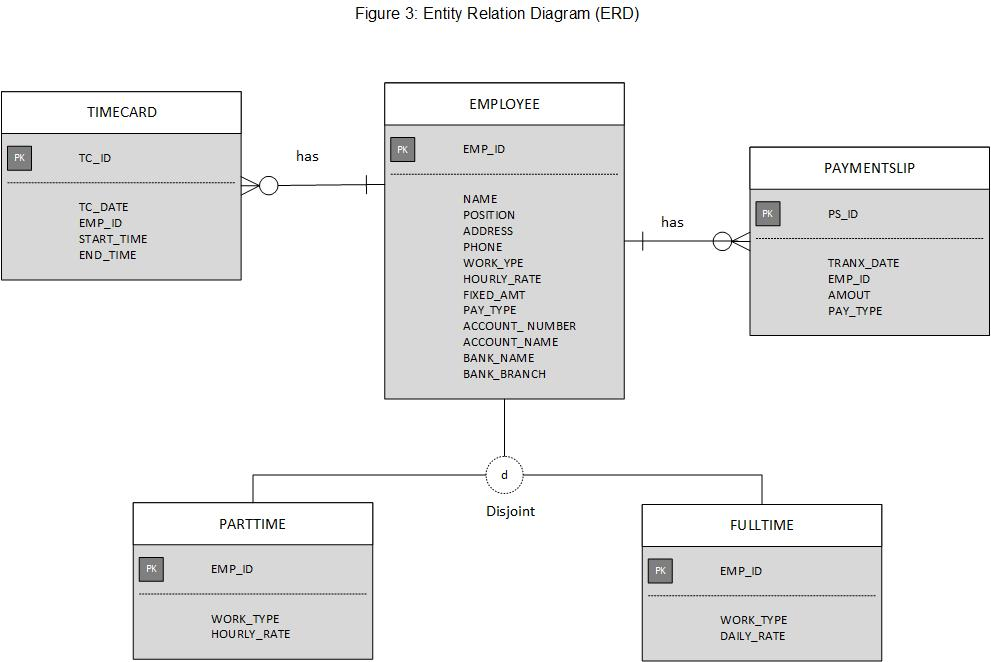 Figure 3: Entity Relation Diagram (ERD)
TIMECARD
PK TC_ID
TC_DATE
EMP_ID
START_TIME
END_TIME
has
EMPLOYEE
PK EMP_ID
NAME
POSITION
ADDRESS
PHONE
WORK_YPE
HOURLY_RATE
FIXED_AMT
PAY_TYPE
ACCOUNT_ NUMBER
ACCOUNT_NAME
BANK_NAME
BANK_BRANCH
has
PAYMENTSLIP
PK PS_ID
TRANX_DATE
EMP_ID
AMOUT
PAY_TYPE
d
Disjoint
PARTTIME
PK EMP_ID
WORK_TYPE
HOURLY_RATE
FULLTIME
PK EMP_ID
WORK_TYPE
DAILY_RATE